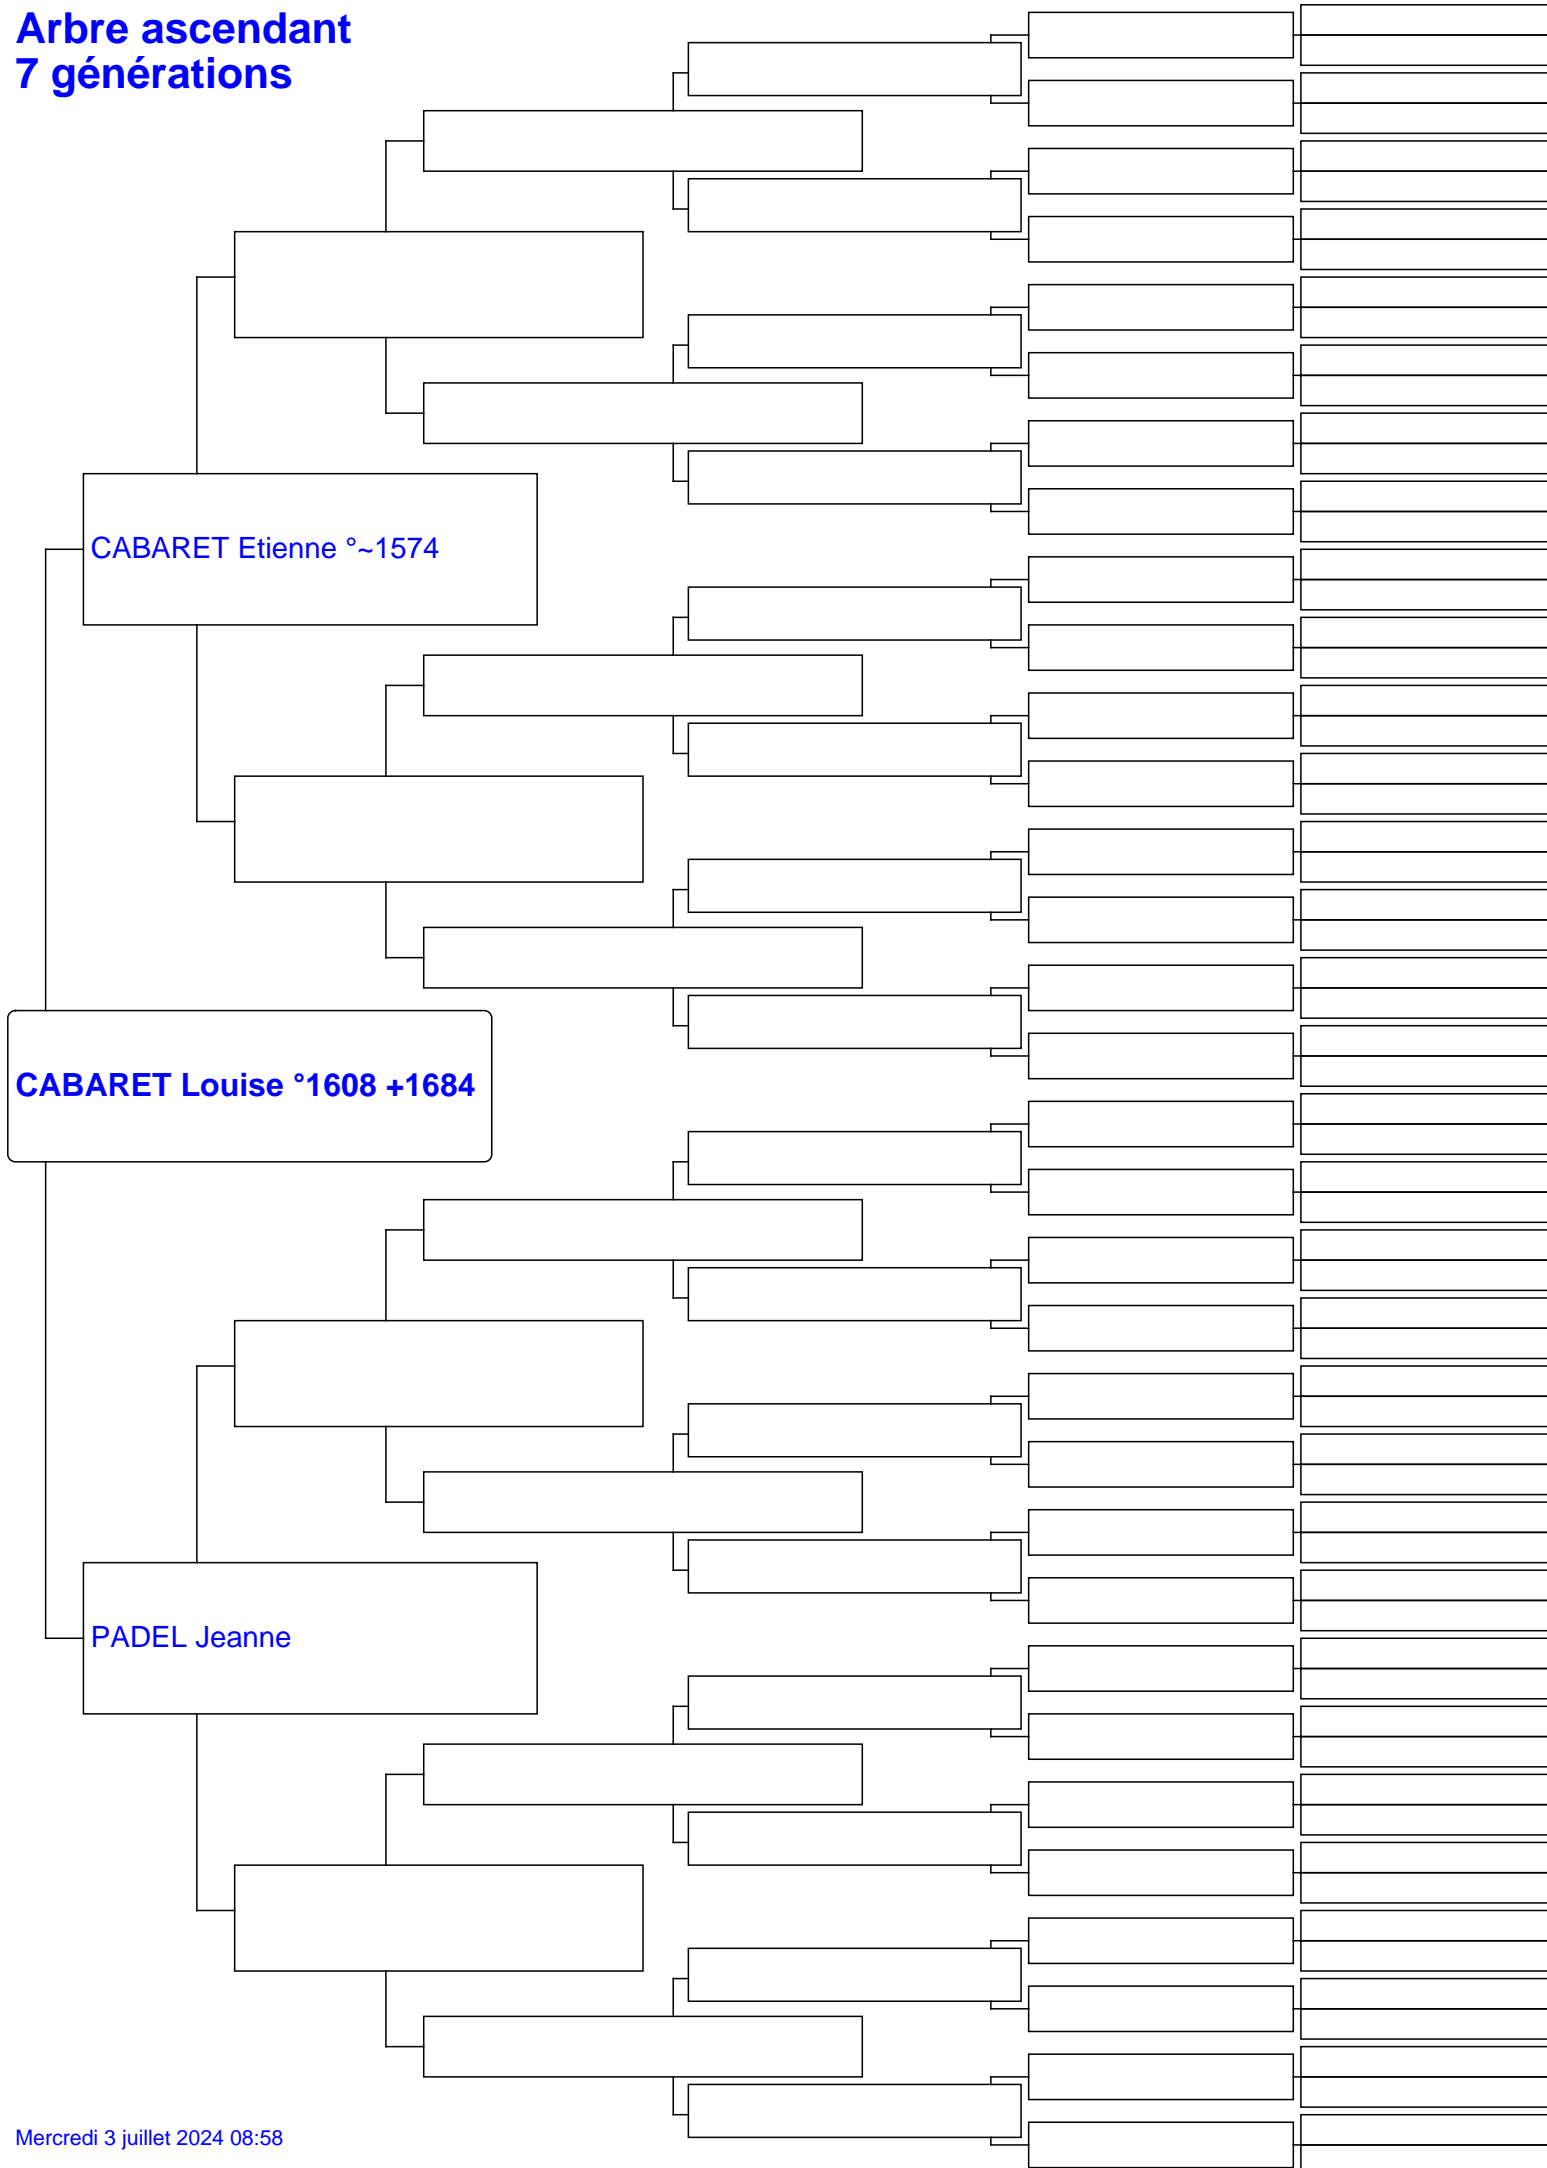 Arbre ascendant
7 générations
CABARET Etienne °~1574
CABARET Louise °1608 +1684
PADEL Jeanne
Mercredi 3 juillet 2024 08:58